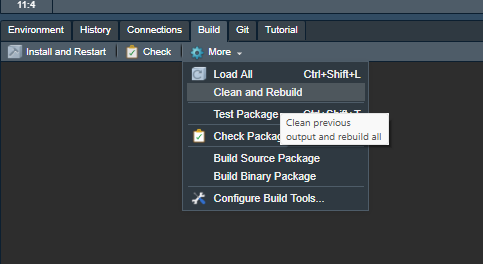 11:4
Environment History Connections Build Git Tutorial
Install and Restart Check More
Load All Ctrl+Shift+L
Clean and Rebuild
Test Package Ctrl+Shift+T
Clean previous
output and rebuild all
Check Packag
Build Source Package
Build Binary Package
Configure Build Tools...